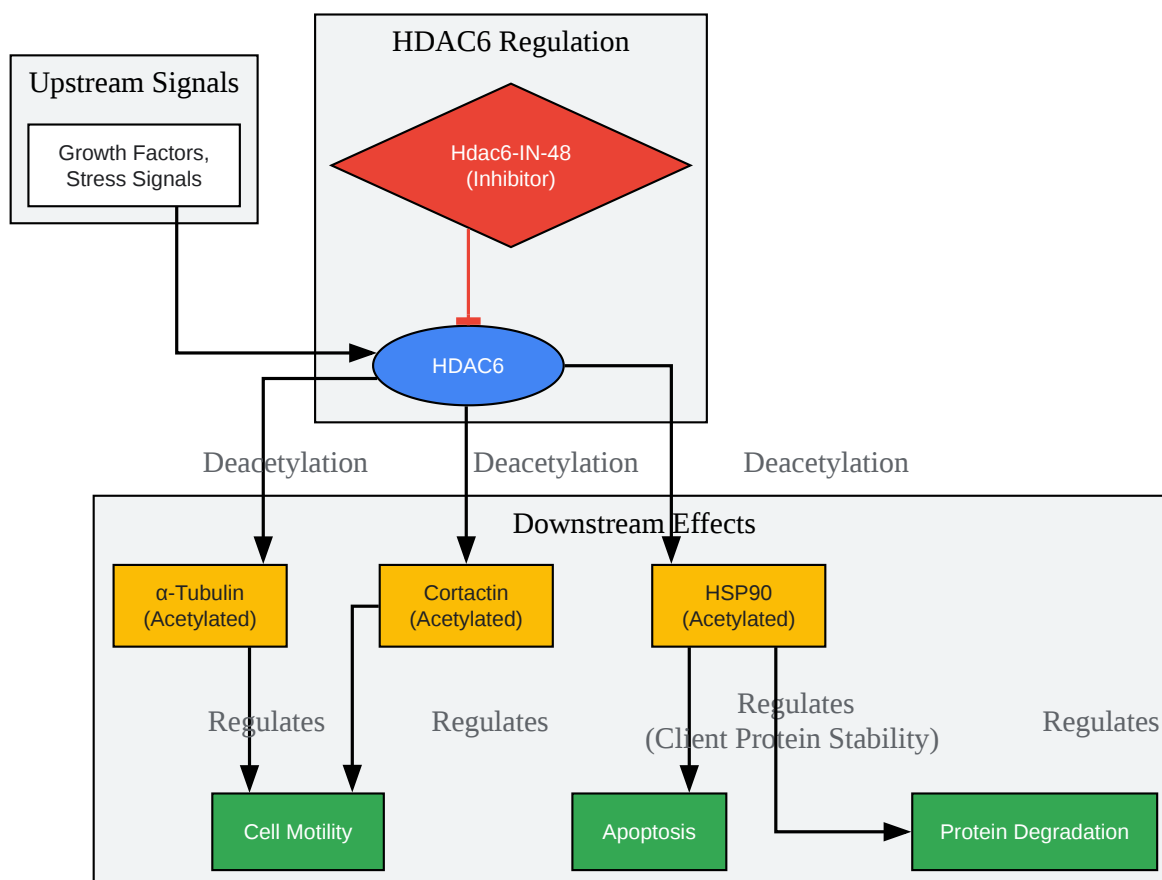 HDAC6 Regulation
Upstream Signals
Growth Factors,
Stress Signals
Hdac6-IN-48
(Inhibitor)
HDAC6
Deacetylation
Deacetylation
Deacetylation
Downstream Effects
α-Tubulin
(Acetylated)
Cortactin
(Acetylated)
HSP90
(Acetylated)
Regulates
Regulates
Regulates
(Client Protein Stability)
Regulates
Cell Motility
Apoptosis
Protein Degradation